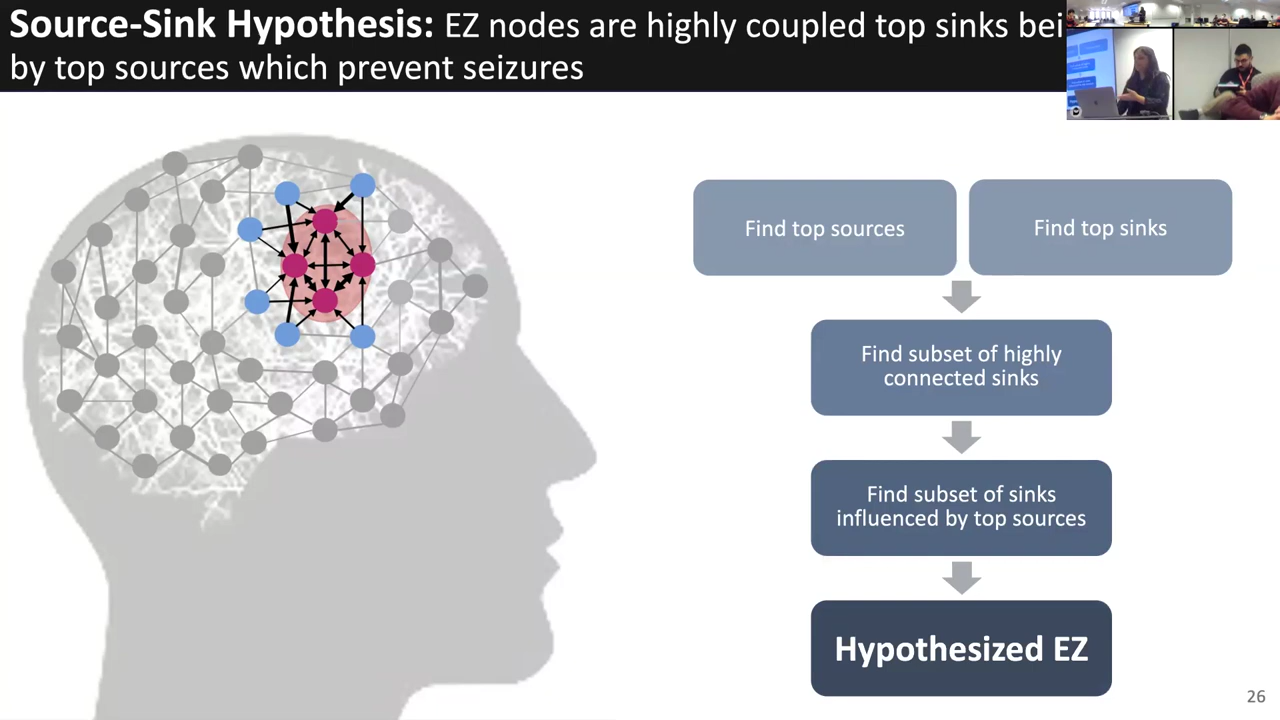 Source-Sink Hypothesis: EZ nodes are highly coupled top sinks bei
by top sources which prevent seizures
Find top sources
Find top sinks
Find subset of highly
connected sinks
Find subset of sinks
influenced by top sources
Hypothesized EZ
26